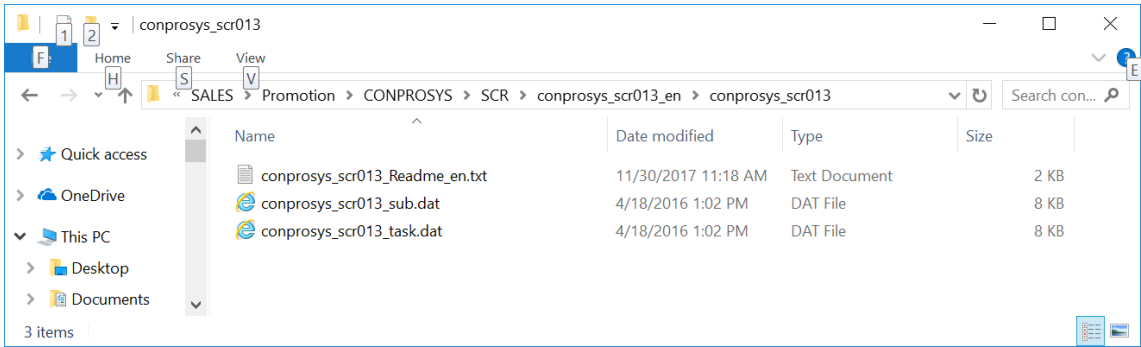 1 2 conprosys_scr013
F Home Share View
H S V E
« SALES > Promotion > CONPROSYS > SCR > conprosys_scr013_en > conprosys_scr013 Search con...
Name Date modified Type Size
Quick access
conprosys_scr013_Readme_en.txt 11/30/2017 11:18 AM Text Document 2 KB
OneDrive
conprosys_scr013_sub.dat 4/18/2016 1:02 PM DAT File 8 KB
This PC
conprosys_scr013_task.dat 4/18/2016 1:02 PM DAT File 8 KB
Desktop
Documents
3 items